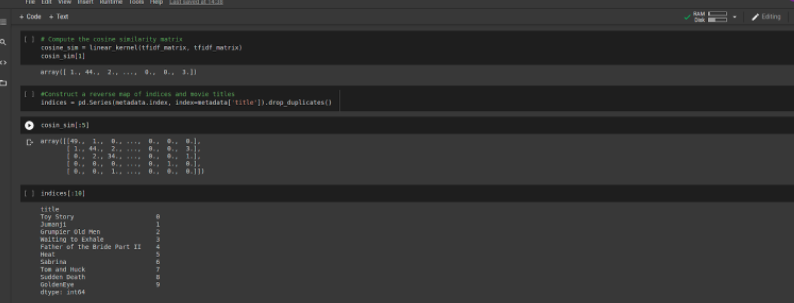 File Edit View Insert Runtime Tools Help Last saved at 14:38
+ Code + Text
RAM
Disk
Editing
[ ] # Compute the cosine similarity matrix
cosine_sim = linear_kernel(tfidf_matrix, tfidf_matrix)
cosin_sim[1]
array([ 1., 44., 2., ..., 0., 0., 3.])
[ ] #Construct a reverse map of indices and movie titles
indices = pd.Series(metadata.index, index=metadata['title']).drop_duplicates()
cosin_sim[:5]
array([[49., 1., 0., ..., 0., 0., 0.],
[ 1., 44., 2., ..., 0., 0., 3.],
[ 0., 2., 34., ..., 0., 0., 1.],
[ 0., 0., 0., ..., 0., 1., 0.],
[ 0., 0., 1., ..., 0., 0., 0.]])
[ ] indices[:10]
title
Toy Story 0
Jumanji 1
Grumpier Old Men 2
Waiting to Exhale 3
Father of the Bride Part II 4
Heat 5
Sabrina 6
Tom and Huck 7
Sudden Death 8
GoldenEye 9
dtype: int64